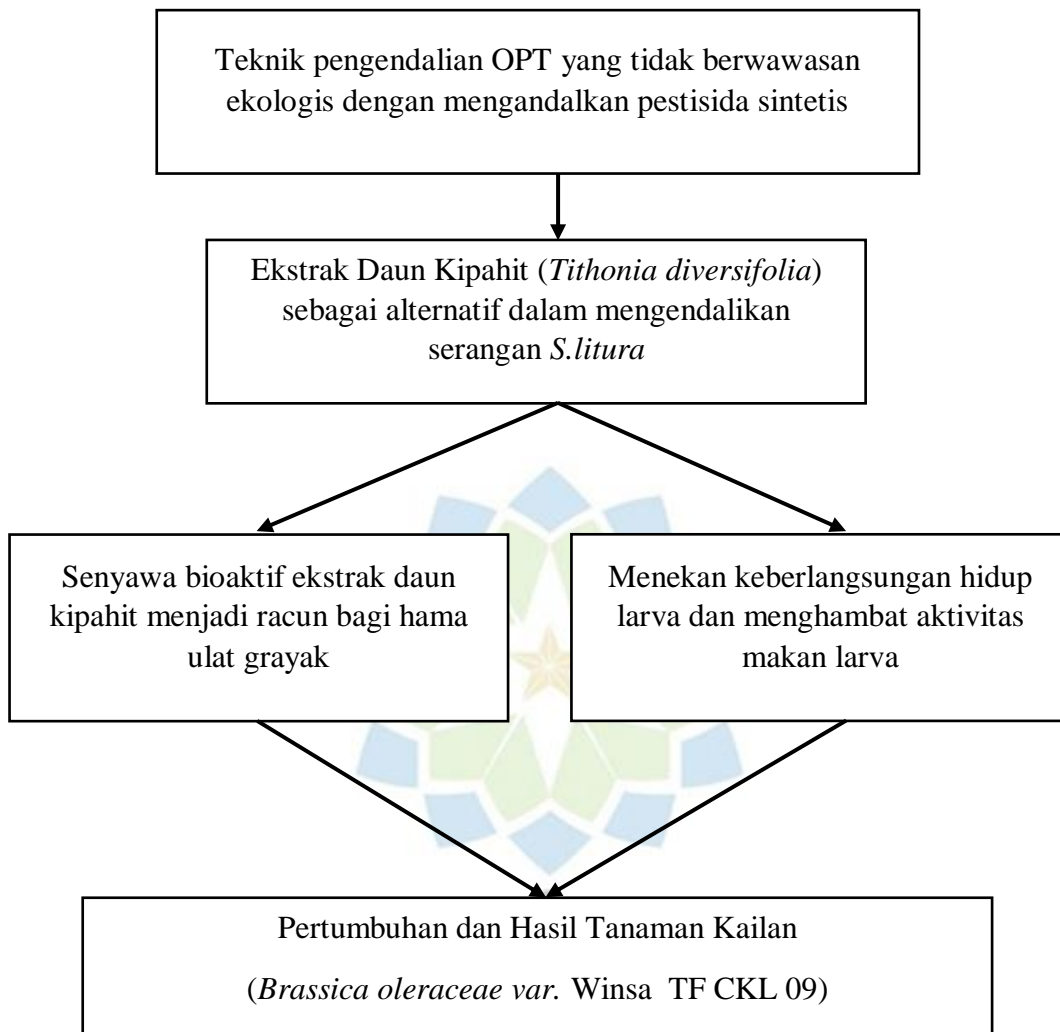 Teknik pengendalian OPT yang tidak berwawasan
ekologis dengan mengandalkan pestisida sintetis
Ekstrak Daun Kipahit (Tithonia diversifolia)
sebagai alternatif dalam mengendalikan
serangan S.litura
Senyawa bioaktif ekstrak daun
kipahit menjadi racun bagi hama
ulat grayak
Menekan keberlangsungan hidup
larva dan menghambat aktivitas
makan larva
Pertumbuhan dan Hasil Tanaman Kailan
(Brassica oleraceae var. Winsa TF CKL 09)